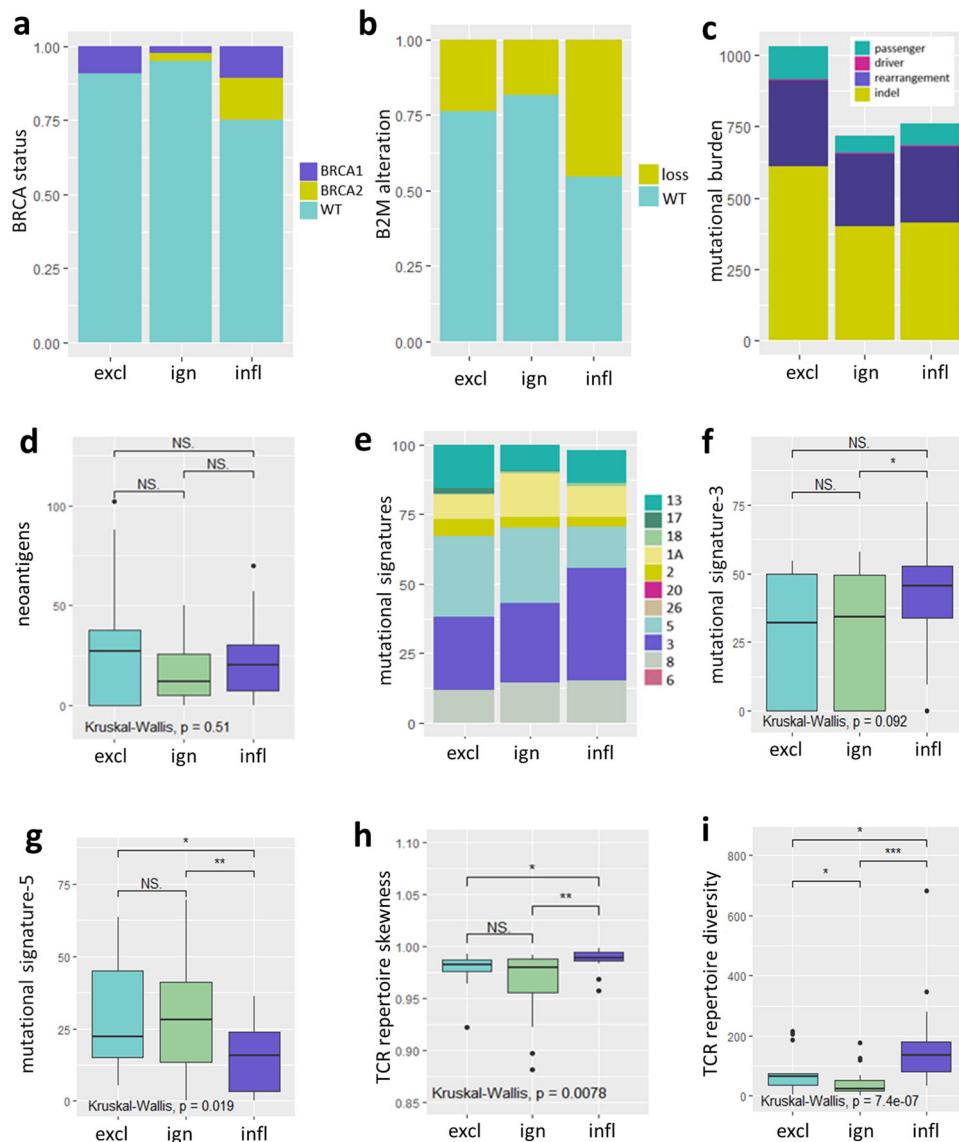 a
BRCA status
1.00
0.75
0.50
0.25
0.00
excl ign infl
BRCA1
BRCA2
WT
b
B2M alteration
1.00
0.75
0.50
0.25
0.00
excl ign infl
loss
WT
c
mutational burden
1000
750
500
250
0
excl ign infl
passenger
driver
rearrangement
indel
d
neoantigens
100
50
0
NS.
NS.
NS.
Kruskal-Wallis, p = 0.51
excl ign infl
e
mutational signatures
100
75
50
25
0
excl ign infl
13
17
18
1A
2
20
26
5
3
8
6
f
mutational signature-3
75
50
25
0
NS.
*
NS.
Kruskal-Wallis, p = 0.092
excl ign infl
g
mutational signature-5
75
50
25
0
*
**
NS.
Kruskal-Wallis, p = 0.019
excl ign infl
h
TCR repertoire skewness
1.10
1.05
1.00
0.95
0.90
0.85
*
**
NS.
Kruskal-Wallis, p = 0.0078
excl ign infl
i
TCR repertoire diversity
800
600
400
200
0
*
***
*
Kruskal-Wallis, p = 7.4e-07
excl ign infl